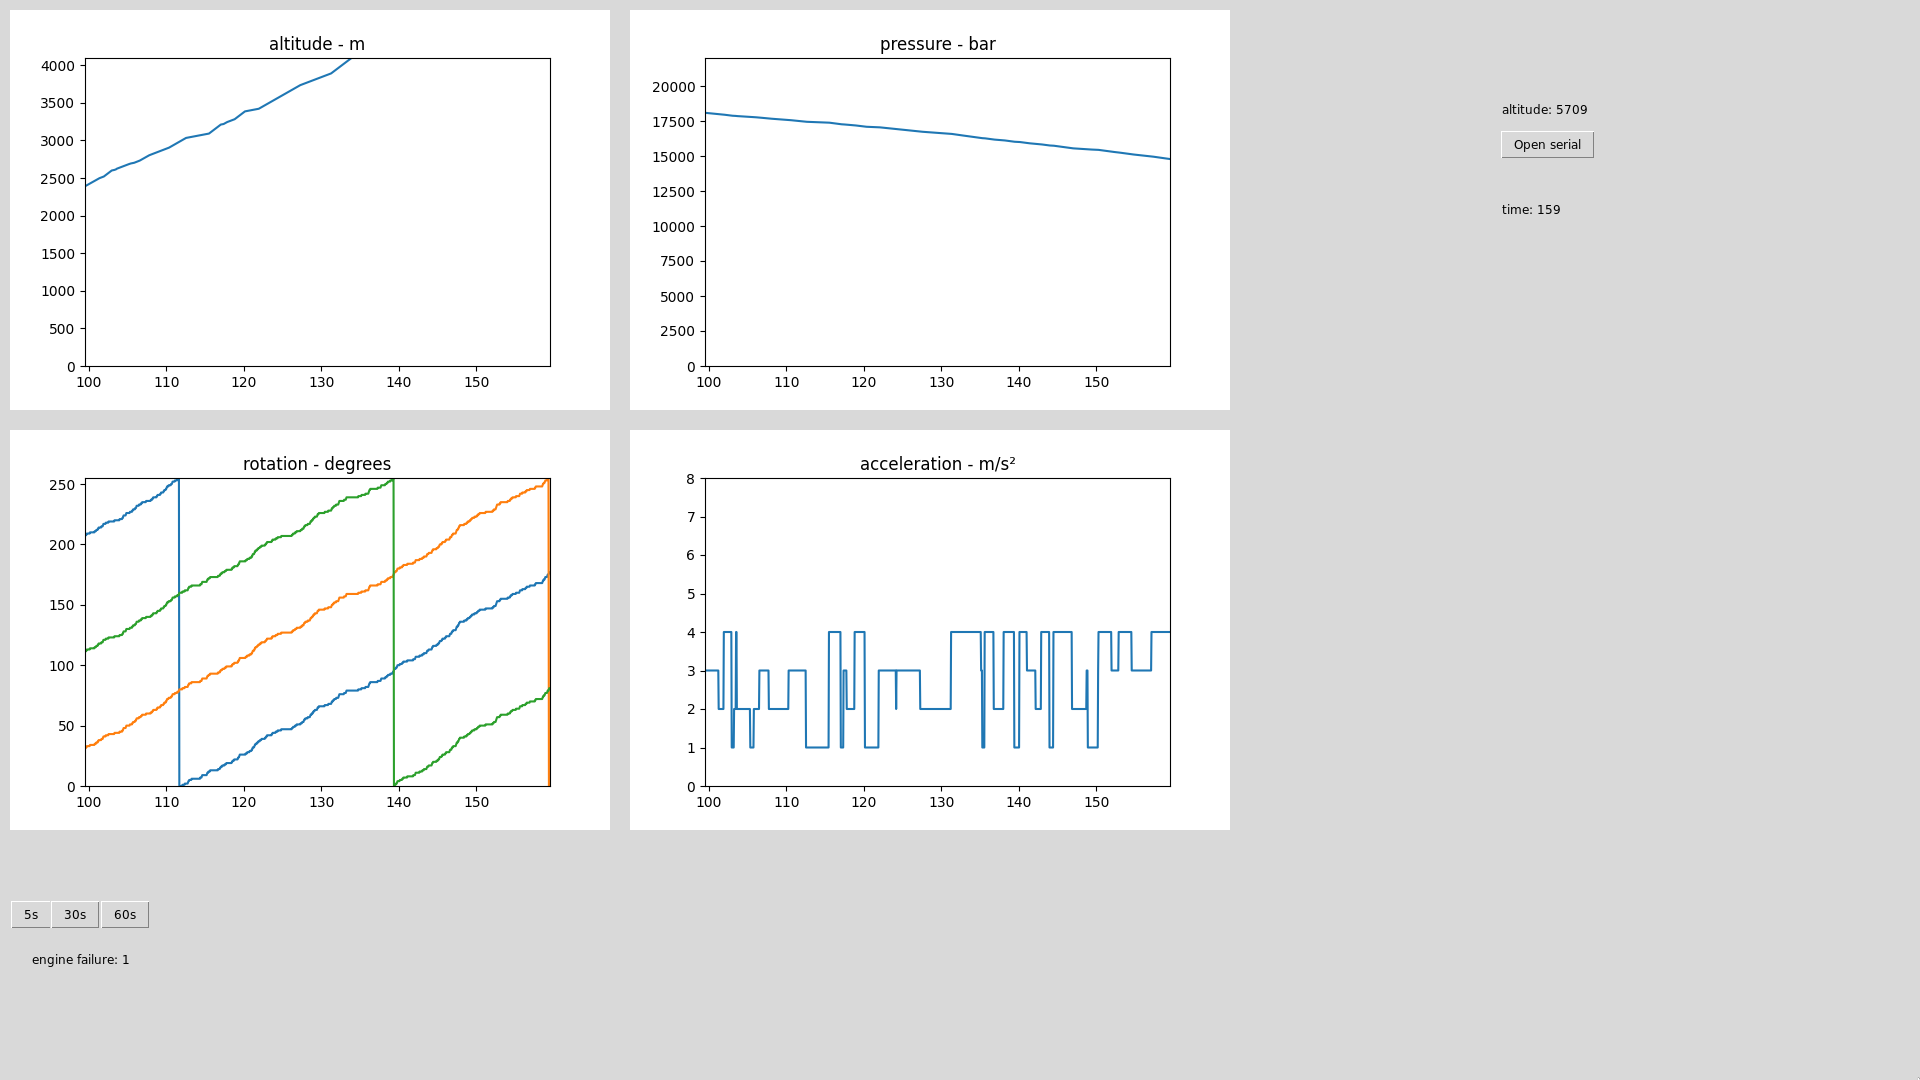 altitude - m
4000
3500
3000
2500
2000
1500
1000
500
0
100 110 120 130 140 150
pressure - bar
20000
17500
15000
12500
10000
7500
5000
2500
0
100 110 120 130 140 150
altitude: 5709
Open serial
time: 159
rotation - degrees
250
200
150
100
50
0
100 110 120 130 140 150
acceleration - m/s²
8
7
6
5
4
3
2
1
0
100 110 120 130 140 150
5s 30s 60s
engine failure: 1